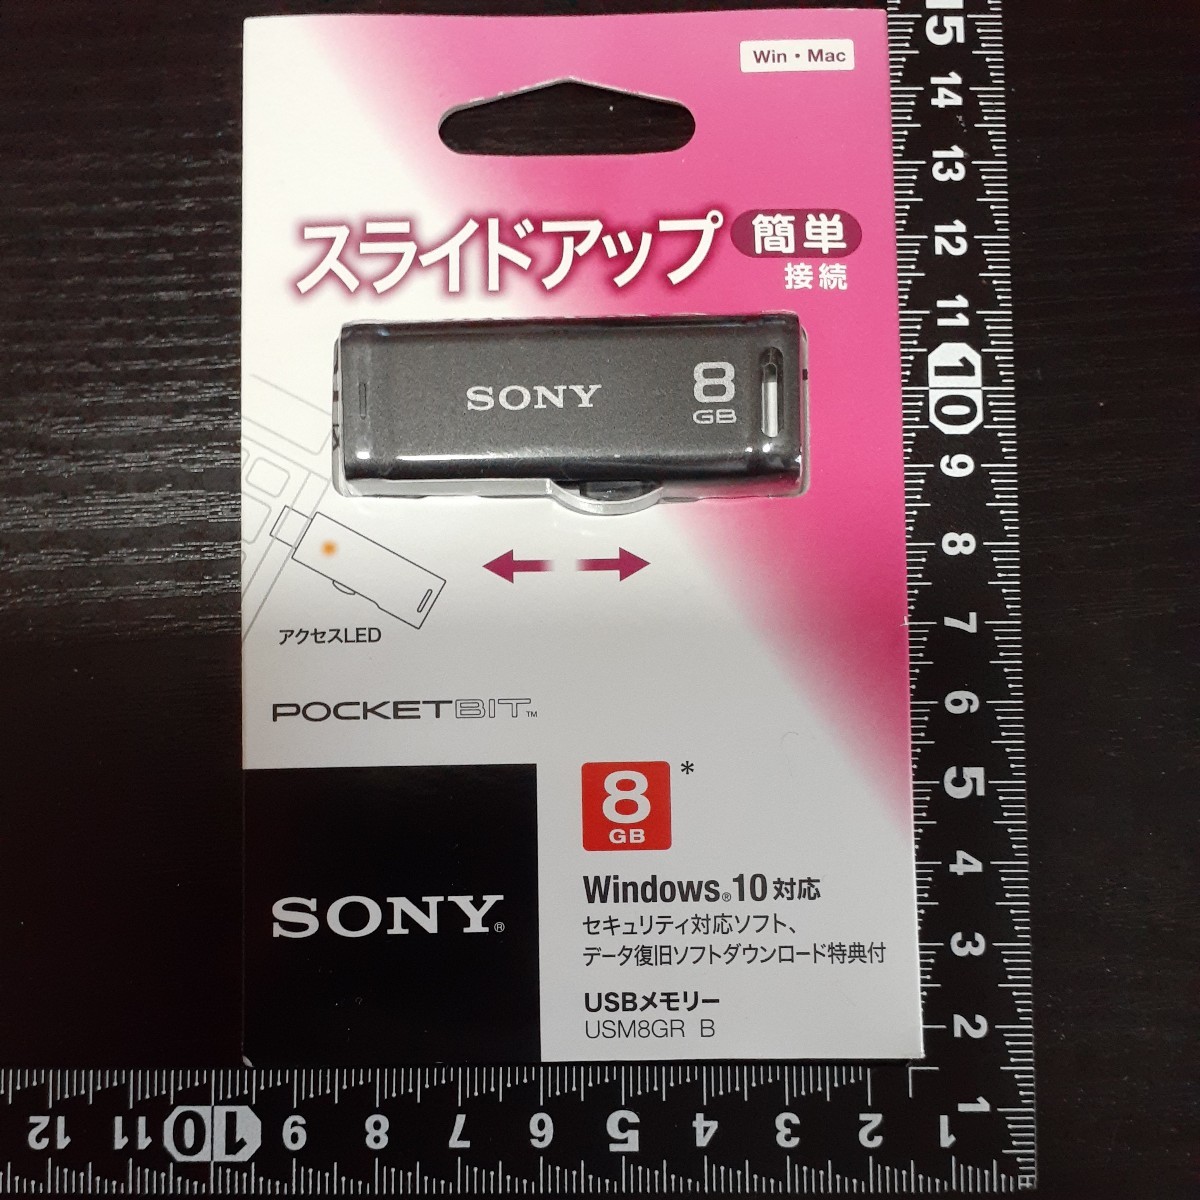 Win・Mac
スライドアップ 簡単
接続
SONY
8
GB
アクセスLED
POCKETBIT™
8*
GB
SONY®
Windows® 10 対応
セキュリティ対応ソフト、
データ復旧ソフトダウンロード特典付
USBメモリー
USM8GR B
15
14
13
12
11
10
9
8
7
6
5
4
3
2
1
12 11 10 9 8 7 6 5 4 3 2 1